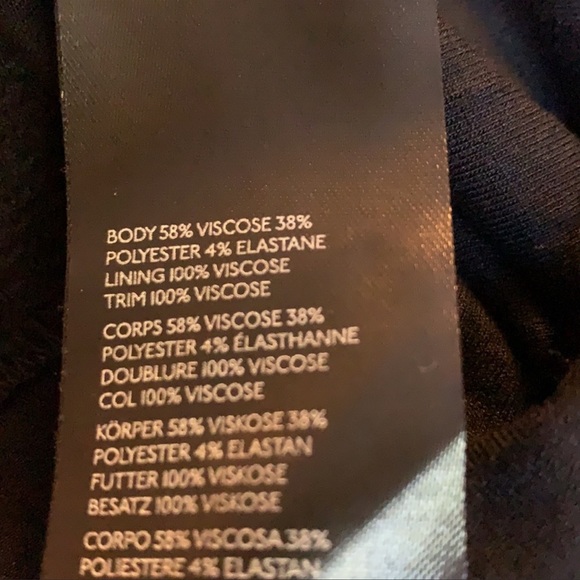 BODY 58% VISCOSE 38%
POLYESTER 4% ELASTANE
LINING 100% VISCOSE
TRIM 100% VISCOSE
CORPS 58% VISCOSE 38%
POLYESTER 4% ÉLASTHANNE
DOUBLURE 100% VISCOSE
COL 100% VISCOSE
KÖRPER 58% VISKOSE 38%
POLYESTER 4% ELASTAN
FUTTER 100% VISKOSE
BESATZ 100% VISKOSE
CORPO 58% VISCOSA 38%
POLIESTERE 4% ELASTAN